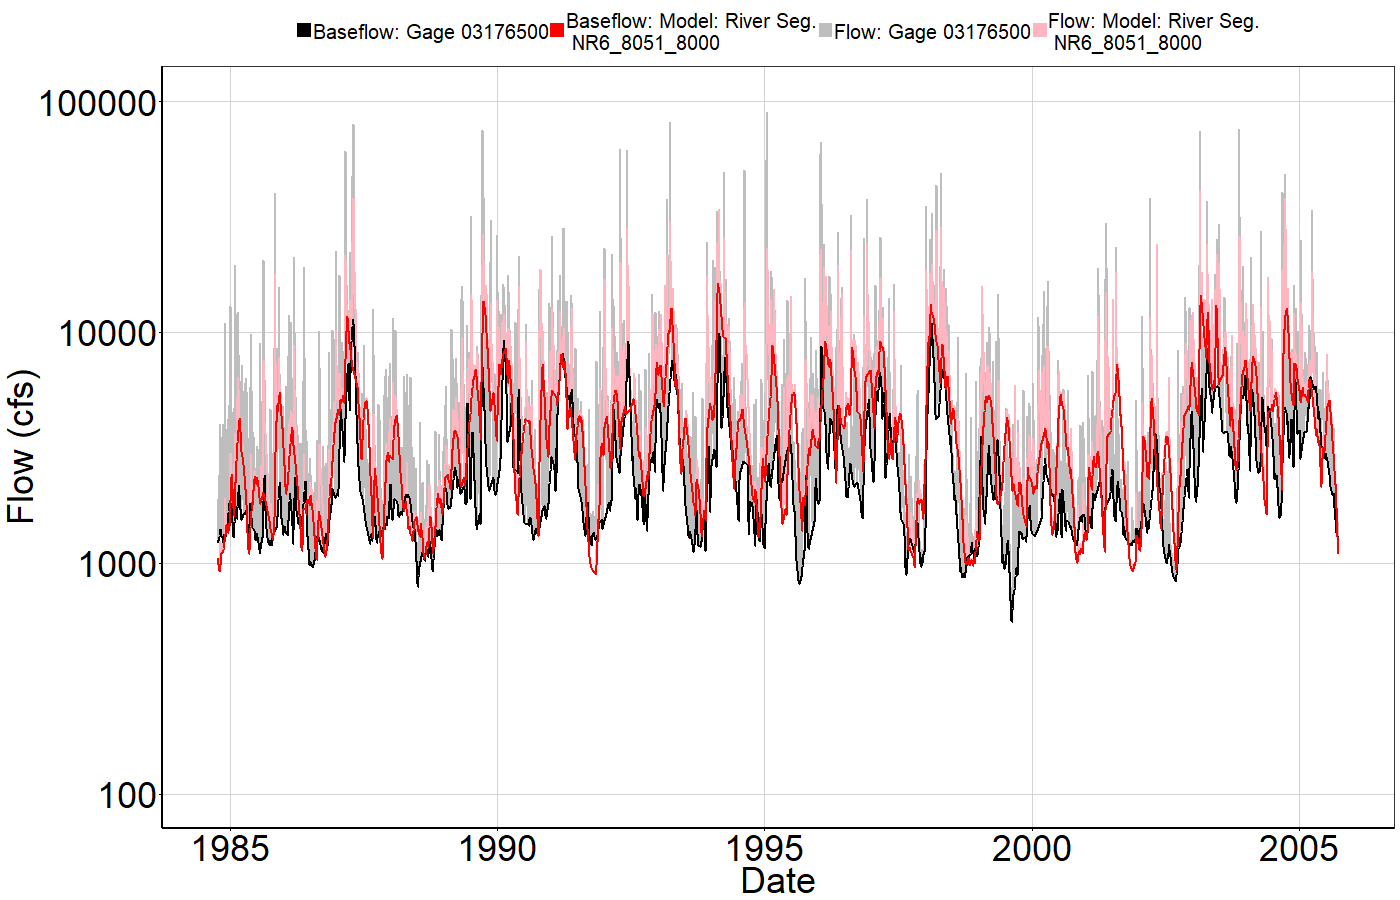 Baseflow: Gage 03176500
Baseflow: Model: River Seg.
NR6_8051_8000
Flow: Gage 03176500
Flow: Model: River Seg.
NR6_8051_8000
Flow (cfs)
100000
10000
1000
100
1985
1990
1995
2000
2005
Date